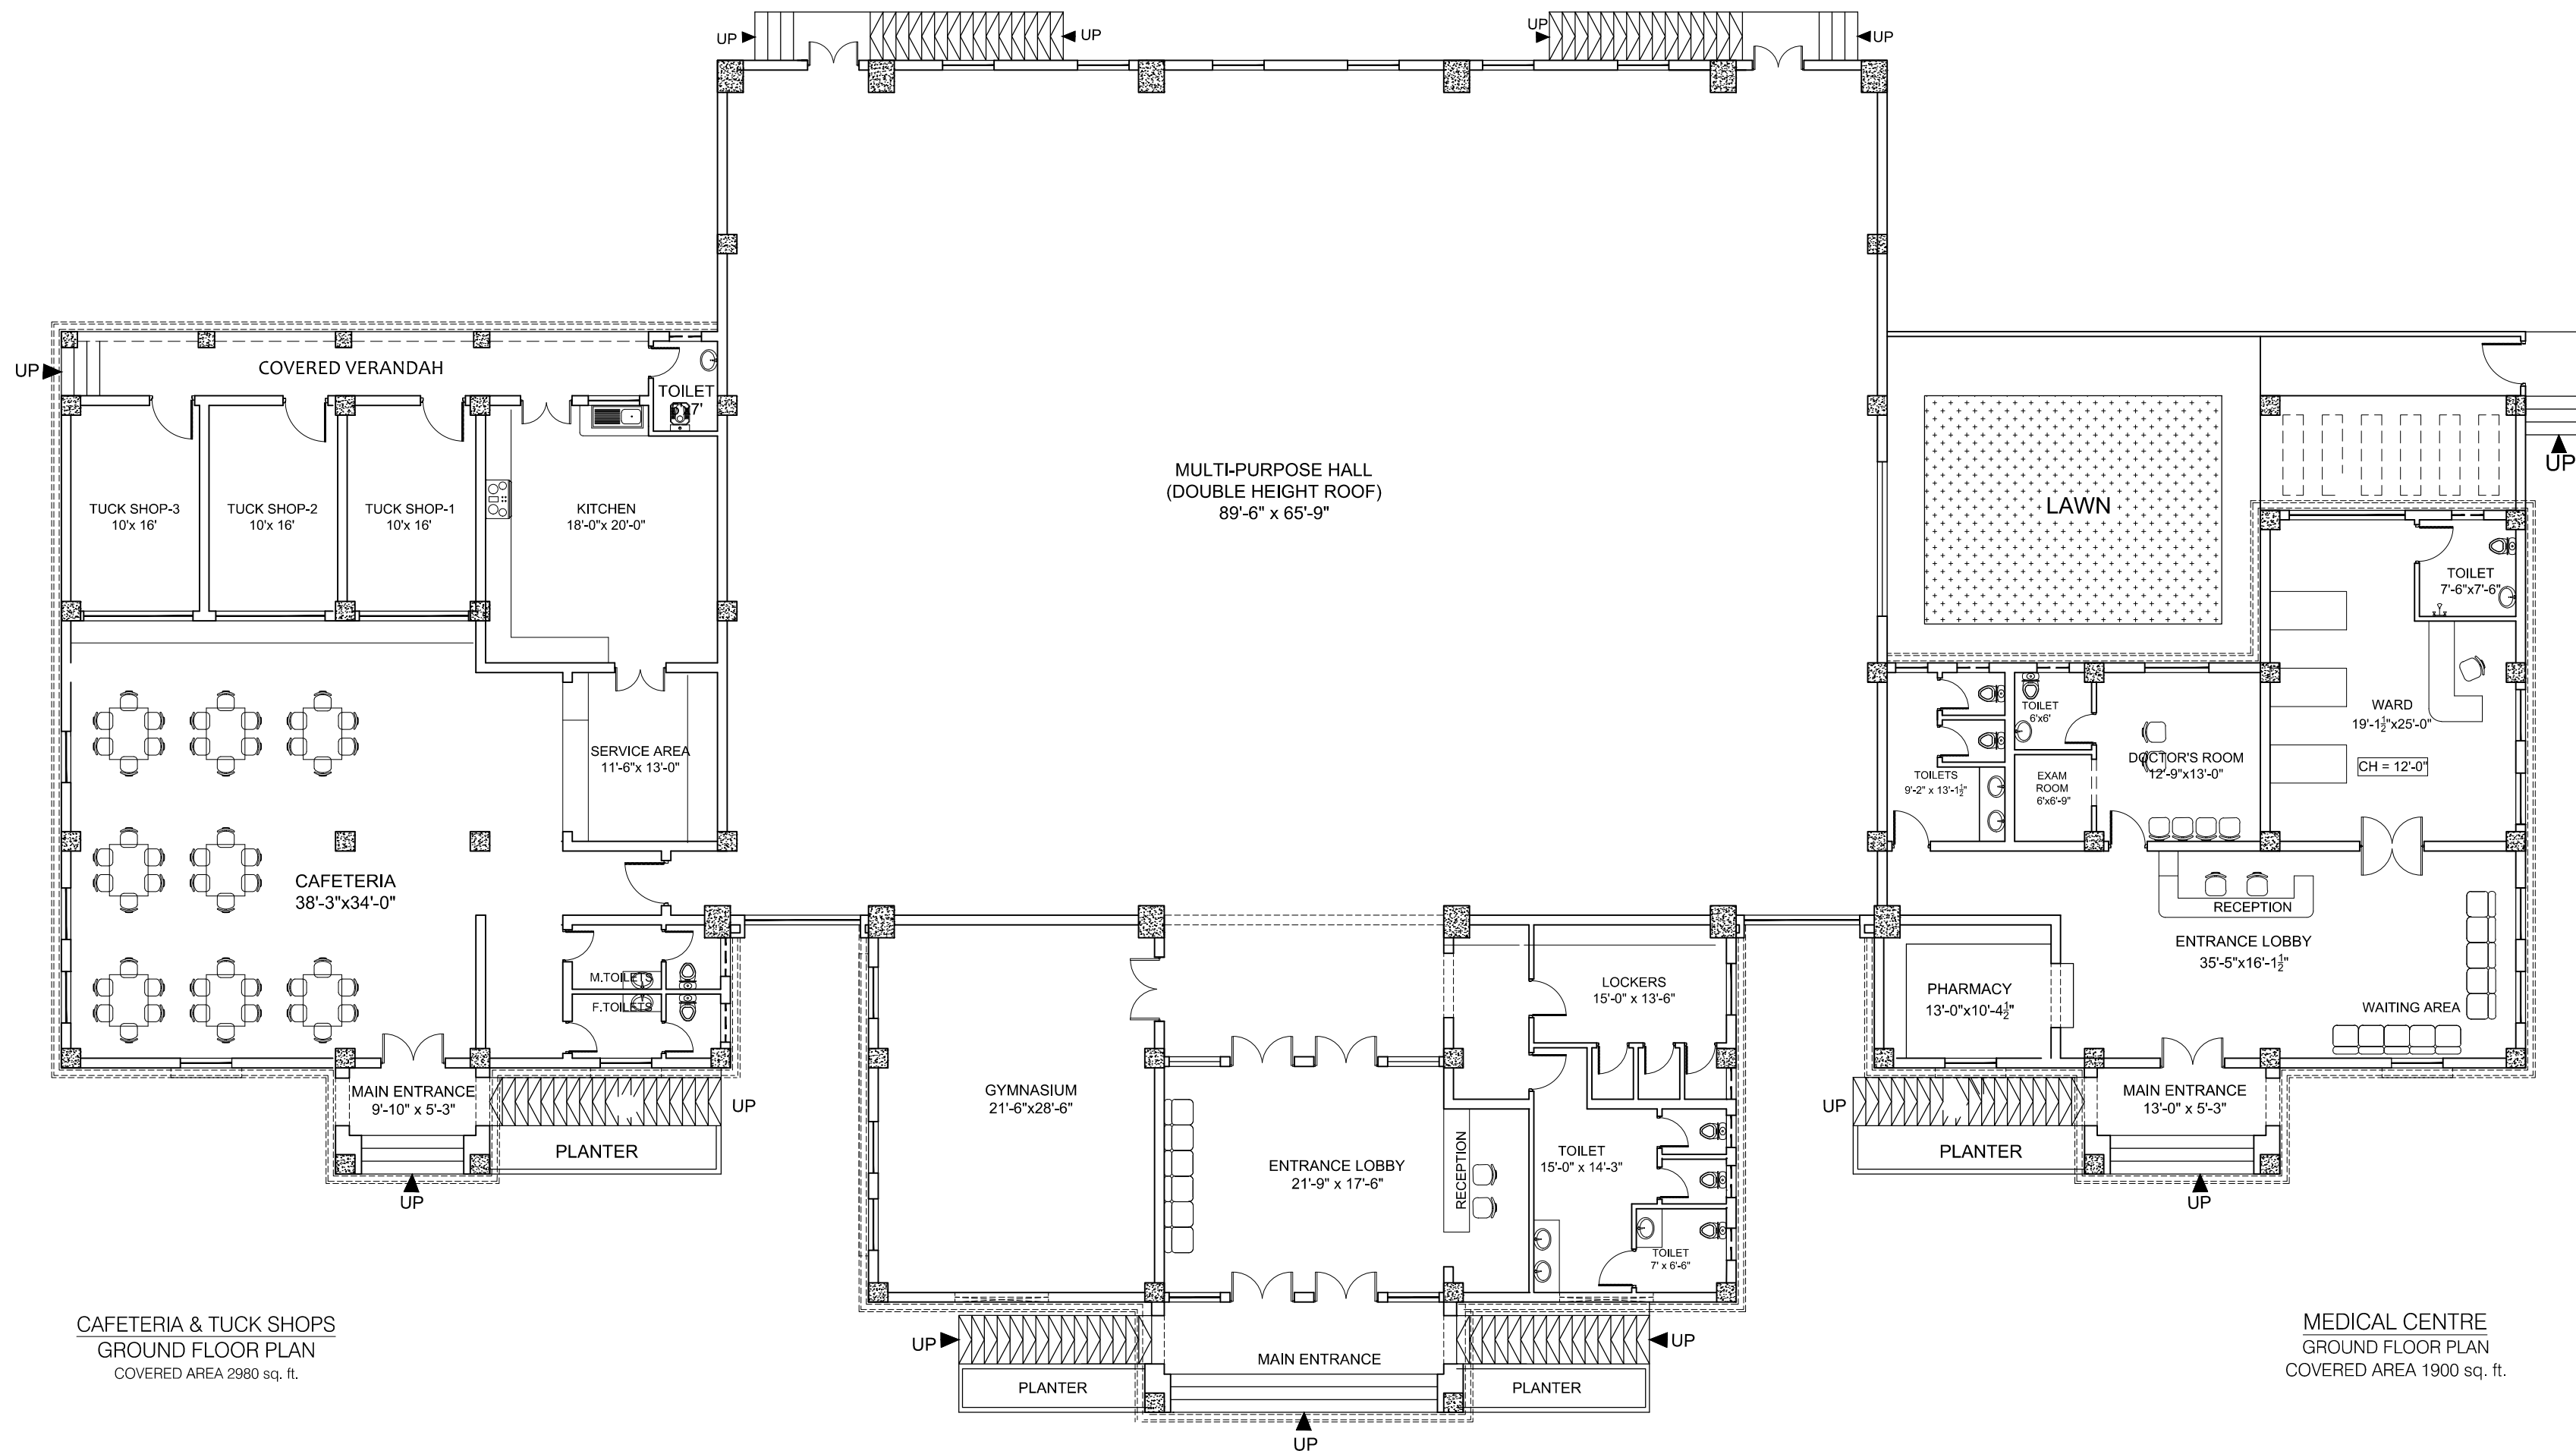 UP
UP
UP
UP
COVERED VERANDAH
UP
TOILET
7'
MULTI-PURPOSE HALL
(DOUBLE HEIGHT ROOF)
89'-6" x 65'-9"
UP
TUCK SHOP-3
10'x 16'
TUCK SHOP-2
10'x 16'
TUCK SHOP-1
10'x 16'
KITCHEN
18'-0"x 20'-0"
LAWN
TOILET
7'-6"x7'-6"
TOILET
6'x6'
WARD
19'-1½"x25'-0"
CH = 12'-0"
SERVICE AREA
11'-6"x 13'-0"
DOCTOR'S ROOM
12'-9"x13'-0"
TOILETS
9'-2" x 13'-1½"
EXAM
ROOM
6'x6'-9"
CAFETERIA
38'-3"x34'-0"
RECEPTION
ENTRANCE LOBBY
35'-5"x16'-1½"
M.TOILETS
F.TOILETS
LOCKERS
15'-0" x 13'-6"
PHARMACY
13'-0"x10'-4½"
WAITING AREA
MAIN ENTRANCE
9'-10" x 5'-3"
UP
GYMNASIUM
21'-6"x28'-6"
UP
MAIN ENTRANCE
13'-0" x 5'-3"
PLANTER
RECEPTION
TOILET
15'-0" x 14'-3"
PLANTER
ENTRANCE LOBBY
21'-9" x 17'-6"
UP
UP
TOILET
7' x 6'-6"
CAFETERIA & TUCK SHOPS
GROUND FLOOR PLAN
COVERED AREA 2980 sq. ft.
UP
UP
MAIN ENTRANCE
PLANTER
PLANTER
UP
MEDICAL CENTRE
GROUND FLOOR PLAN
COVERED AREA 1900 sq. ft.